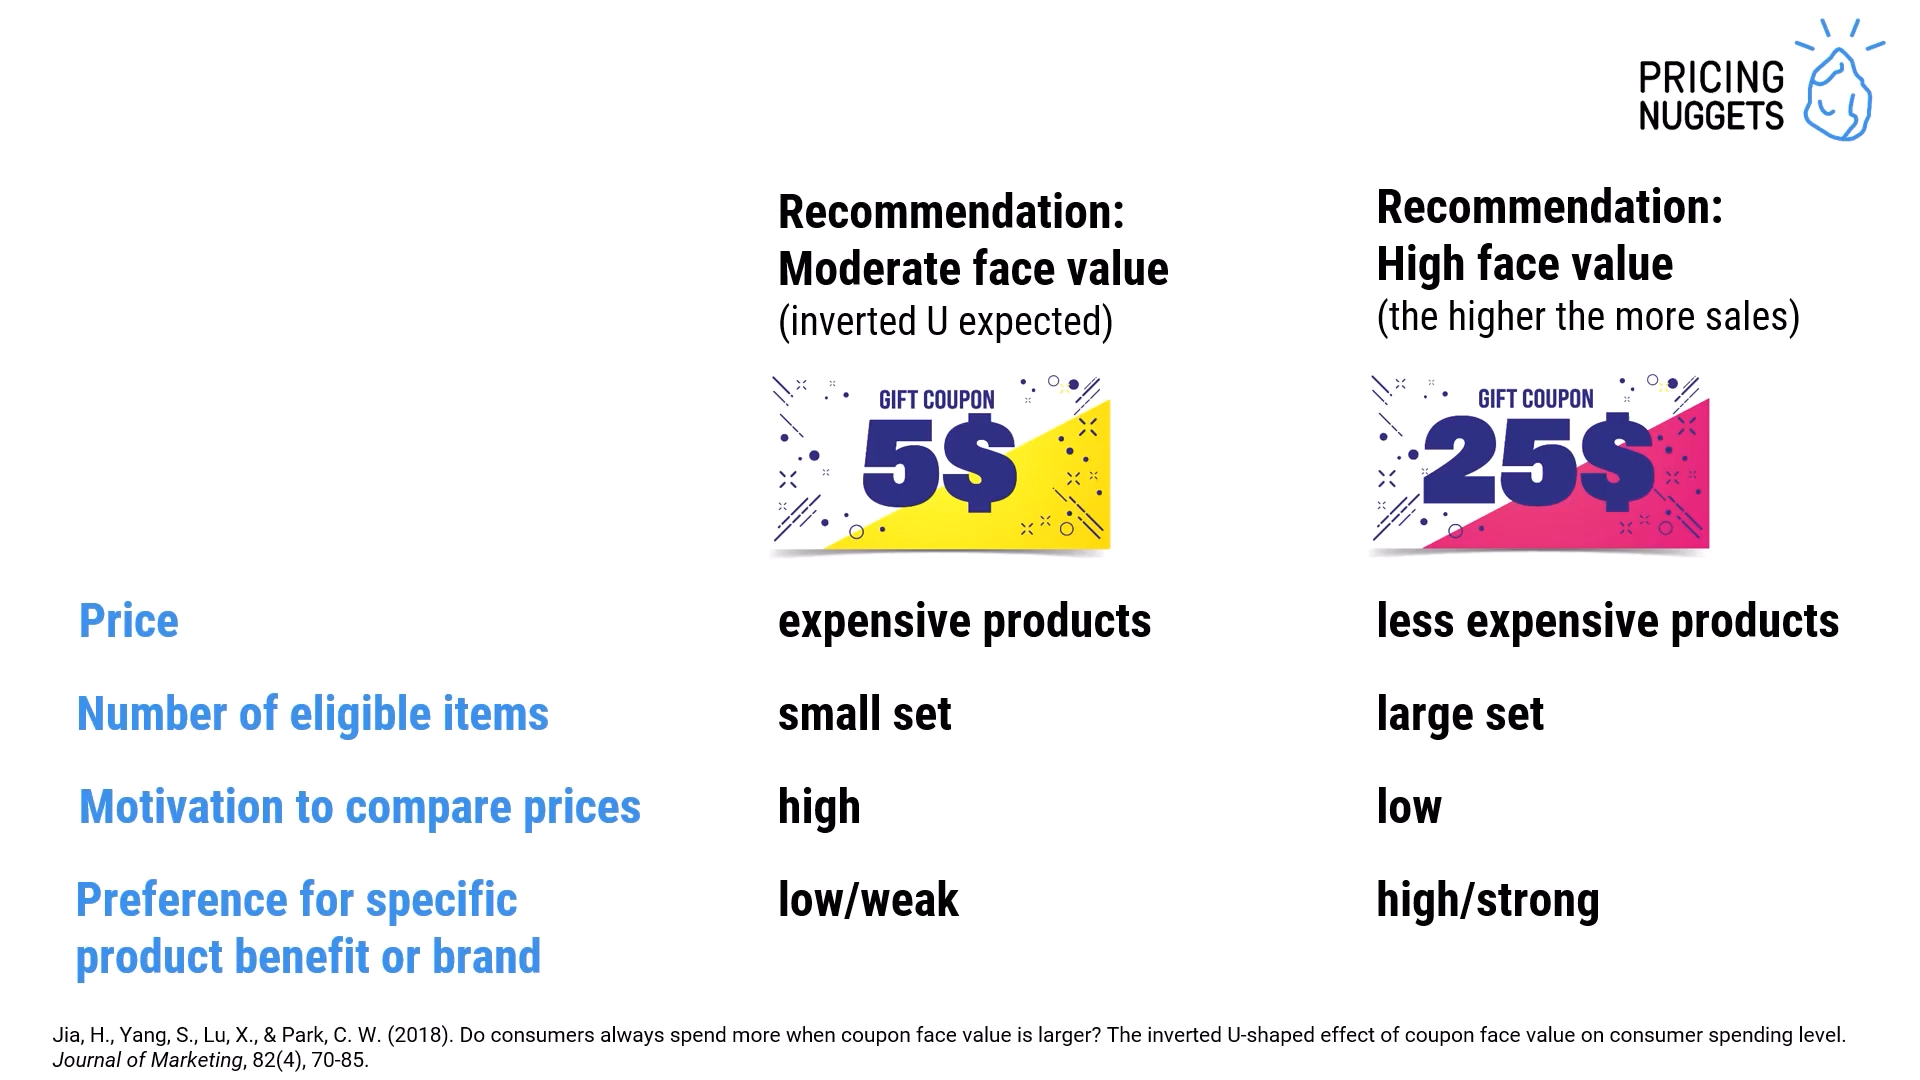 PRICING
NUGGETS
Recommendation:
Moderate face value
(inverted U expected)
Recommendation:
High face value
(the higher the more sales)
GIFT COUPON
5$
GIFT COUPON
25$
Price
expensive products
less expensive products
Number of eligible items
small set
large set
Motivation to compare prices
high
low
Preference for specific
product benefit or brand
low/weak
high/strong
Jia, H., Yang, S., Lu, X., & Park, C. W. (2018). Do consumers always spend more when coupon face value is larger? The inverted U-shaped effect of coupon face value on consumer spending level.
Journal of Marketing, 82(4), 70-85.